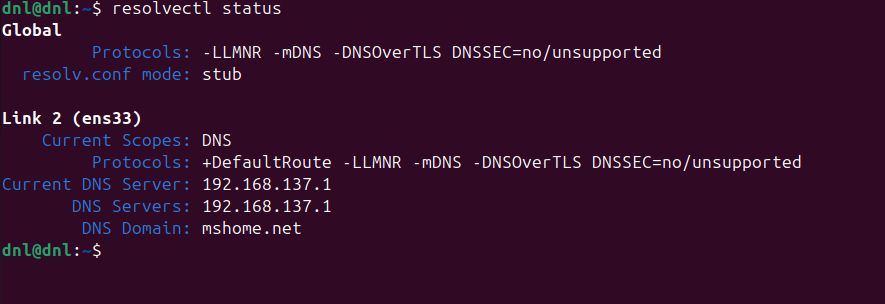 dnl@dnl:~$ resolvectl status
Global
Protocols: -LLMNR -mDNS -DNSOverTLS DNSSEC=no/unsupported
resolv.conf mode: stub
Link 2 (ens33)
Current Scopes: DNS
Protocols: +DefaultRoute -LLMNR -mDNS -DNSOverTLS DNSSEC=no/unsupported
Current DNS Server: 192.168.137.1
DNS Servers: 192.168.137.1
DNS Domain: mshome.net
dnl@dnl:~$